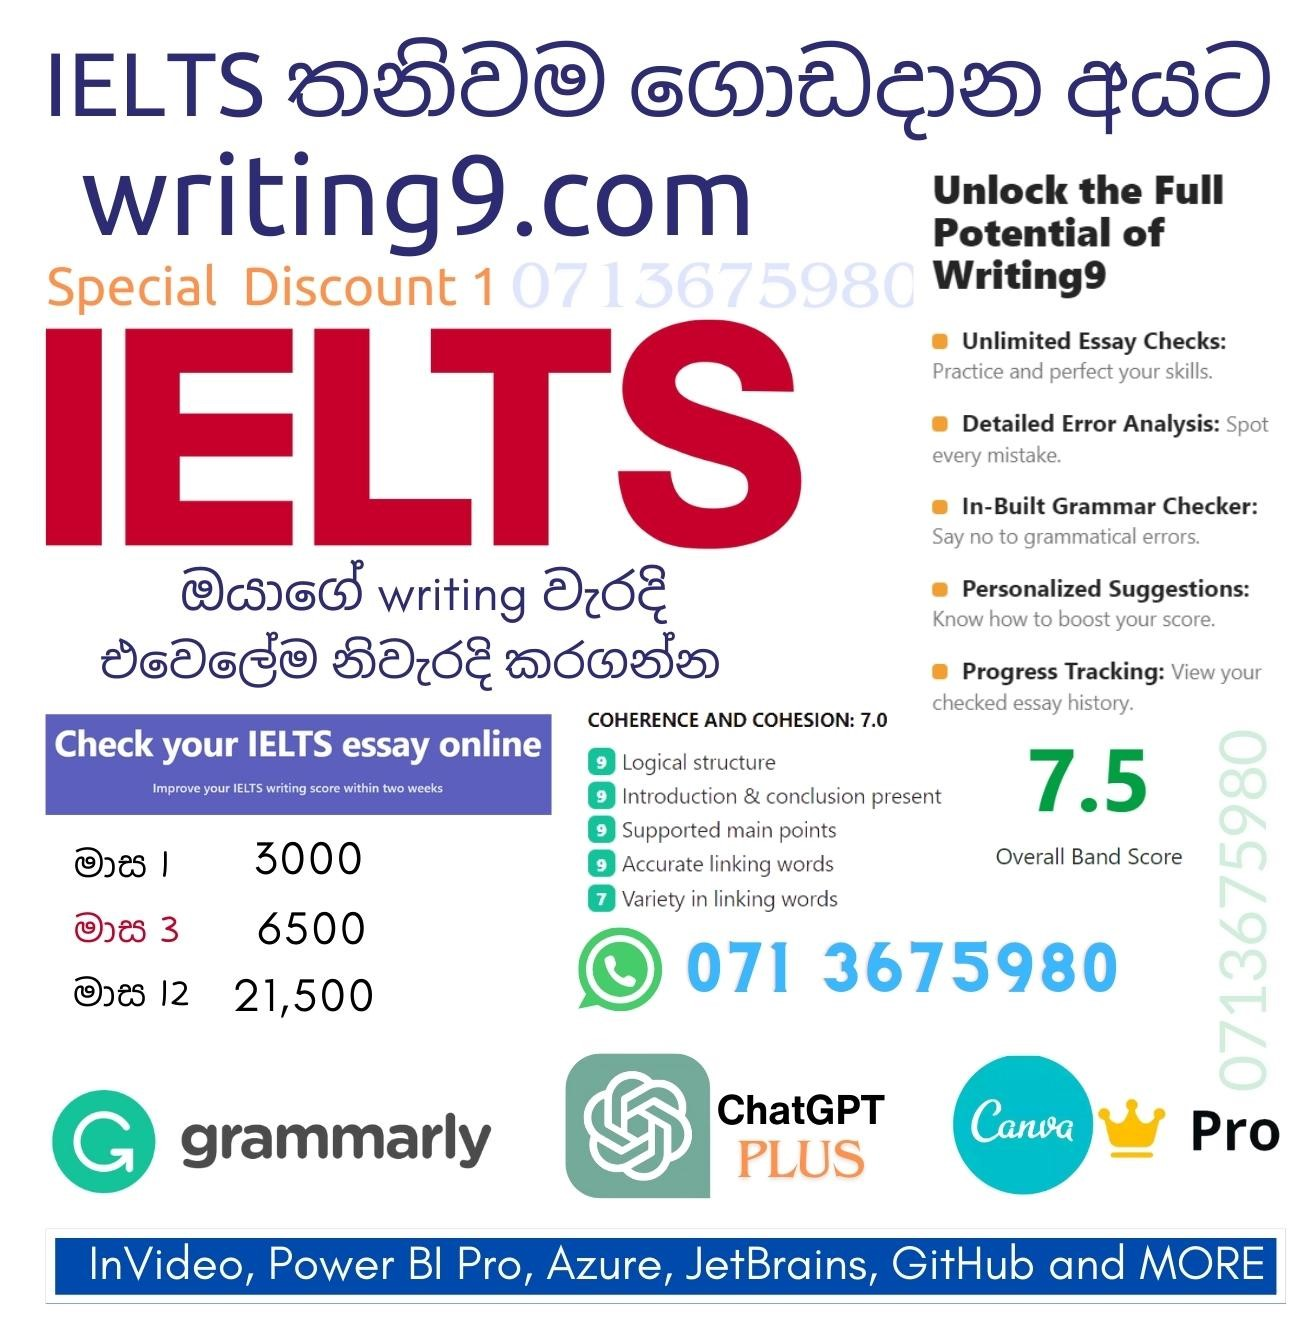 IELTS තනිවම ගොඩදාන අයට
writing9.com
Special Discount 1 0713675980
IELTS
ඔයාගේ writing වැරදි
එවෙලේම නිවැරදි කරගන්න
Unlock the Full
Potential of
Writing9
Unlimited Essay Checks:
Practice and perfect your skills.
Detailed Error Analysis: Spot
every mistake.
In-Built Grammar Checker:
Say no to grammatical errors.
Personalized Suggestions:
Know how to boost your score.
Progress Tracking: View your
checked essay history.
Check your IELTS essay online
Improve your IELTS writing score within two weeks
මාස 1 3000
මාස 3 6500
මාස 12 21,500
COHERENCE AND COHESION: 7.0
9 Logical structure
9 Introduction & conclusion present
9 Supported main points
9 Accurate linking words
7 Variety in linking words
7.5
Overall Band Score
0713675980
071 3675980
grammarly
ChatGPT
PLUS
Canva
Pro
InVideo, Power BI Pro, Azure, JetBrains, GitHub and MORE